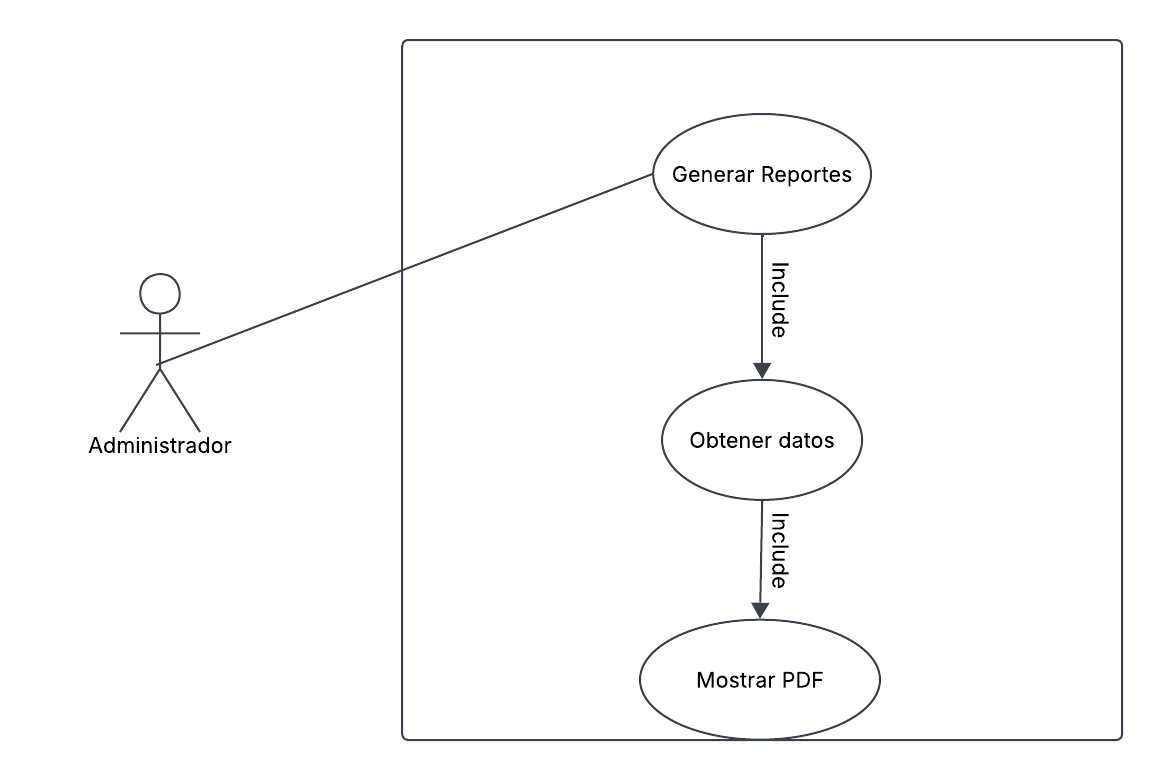 Generar Reportes
Include
Administrador
Obtener datos
Include
Mostrar PDF